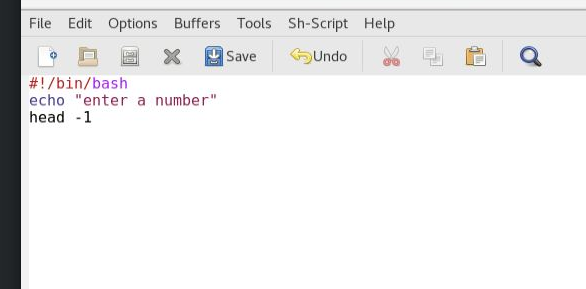 File Edit Options Buffers Tools Sh-Script Help
Save Undo
#!/bin/bash
echo "enter a number"
head -1